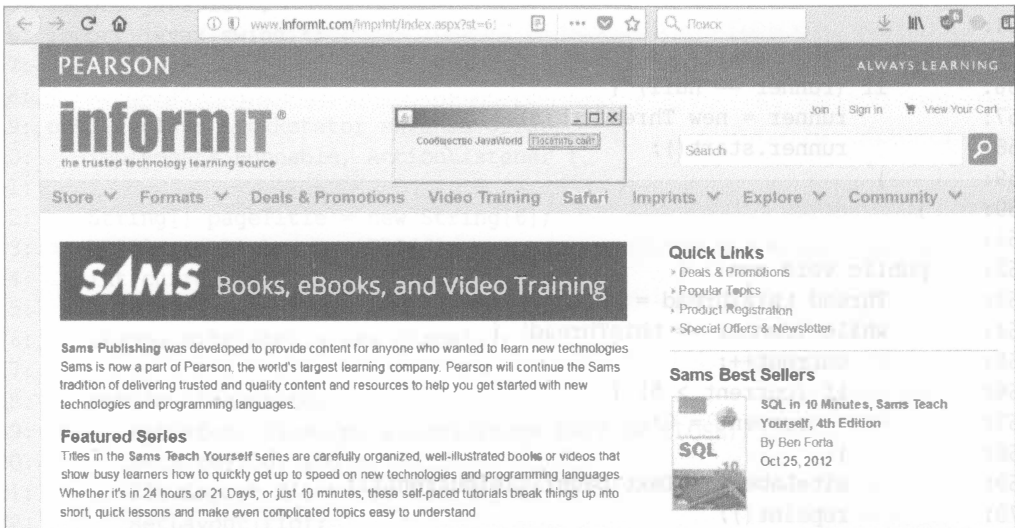 www.informit.com/imprint/index.aspx?st=61
Поиск
PEARSON
ALWAYS LEARNING
informIT®
the trusted technology learning source
Сообщество JavaWorld Посетить сайт
Join | Sign In View Your Cart
Search
Store Formats Deals & Promotions Video Training Safari Imprints Explore Community
SAMS Books, eBooks, and Video Training
Sams Publishing was developed to provide content for anyone who wanted to learn new technologies
Sams is now a part of Pearson, the world's largest learning company. Pearson will continue the Sams
tradition of delivering trusted and quality content and resources to help you get started with new
technologies and programming languages.
Featured Series
Titles in the Sams Teach Yourself series are carefully organized, well-illustrated books or videos that
show busy learners how to quickly get up to speed on new technologies and programming languages.
Whether it's in 24 hours or 21 Days, or just 10 minutes, these self-paced tutorials break things up into
short, quick lessons and make even complicated topics easy to understand
Quick Links
Deals & Promotions
Popular Topics
Product Registration
Special Offers & Newsletter
Sams Best Sellers
SQL
10
SQL in 10 Minutes, Sams Teach
Yourself, 4th Edition
By Ben Forta
Oct 25, 2012